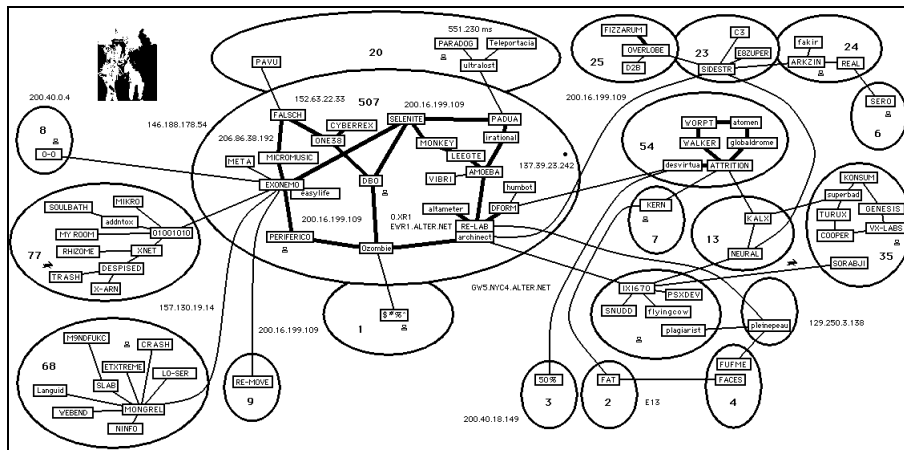 551.230 ms
20
PARADOG
Teleportacia
ultralost
PAVU
FIZZARUM
OVERLOBE
D2B
25
23
C3
E8ZUPER
SIDESTR
24
fakir
ARKZIN
REAL
SERO
6
200.16.199.109
200.40.0.4
8
0-0
146.188.178.54
152.63.22.33
507
200.16.199.109
FALSCH
CYBERREX
ONE38
SELENITE
PADUA
206.86.38.192
MICROMUSIC
META
EXONEMO
easylife
DBO
MONKEY
LEEGTE
irational
VIBRI
AMOEBA
137.39.23.242
humbot
DFORM
altameter
200.16.199.109
0.XR1
EWR1.ALTER.NET
RE-LAB
archinect
PERIFERICO
Ozombie
54
WORPT
atomen
WALKER
globaldrome
desvirtua
ATTRITION
KERN
7
KALX
13
NEURAL
KONSUM
superbad
GENESIS
TURUX
COOPER
VX-LABS
SORABJI
35
MIKRO
SOULBATH
addntox
MY ROOM
01001010
RHIZOME
XNET
77
DESPISED
TRASH
X-ARN
157.130.19.14
GW5.NYC4.ALTER.NET
IXI670
PSXDEV
SNUDD
flyingcow
plagiarist
pleinepeau
129.250.3.138
1
$*%^
200.16.199.109
M9NDFUKC
CRASH
ETXTREME
68
LO-SER
SLAB
Languid
MONGREL
WEBEND
NINFO
RE-MOVE
9
50%
3
FAT
2
E13
FUFME
FACES
4
200.40.18.149